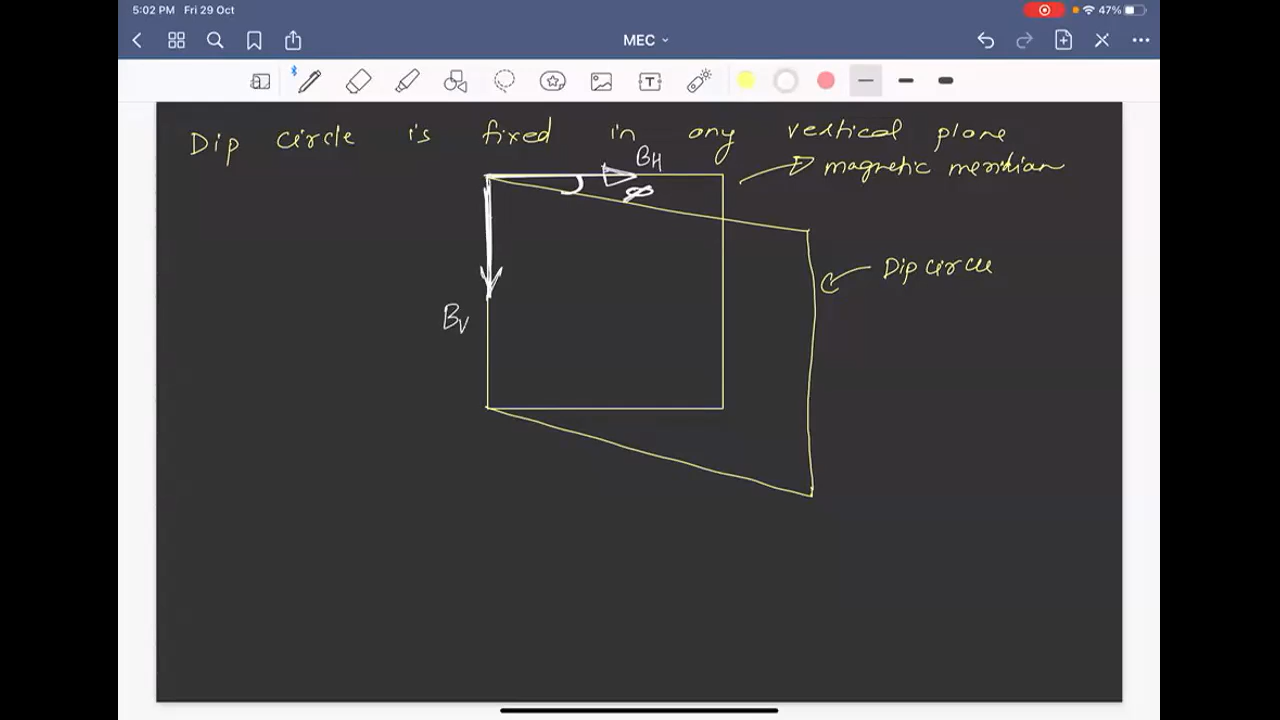 5:02 PM Fri 29 Oct
47%
MEC
T
Dip circle is fixed in any vertical plane
BH
magnetic meridian
Dip circle
BV